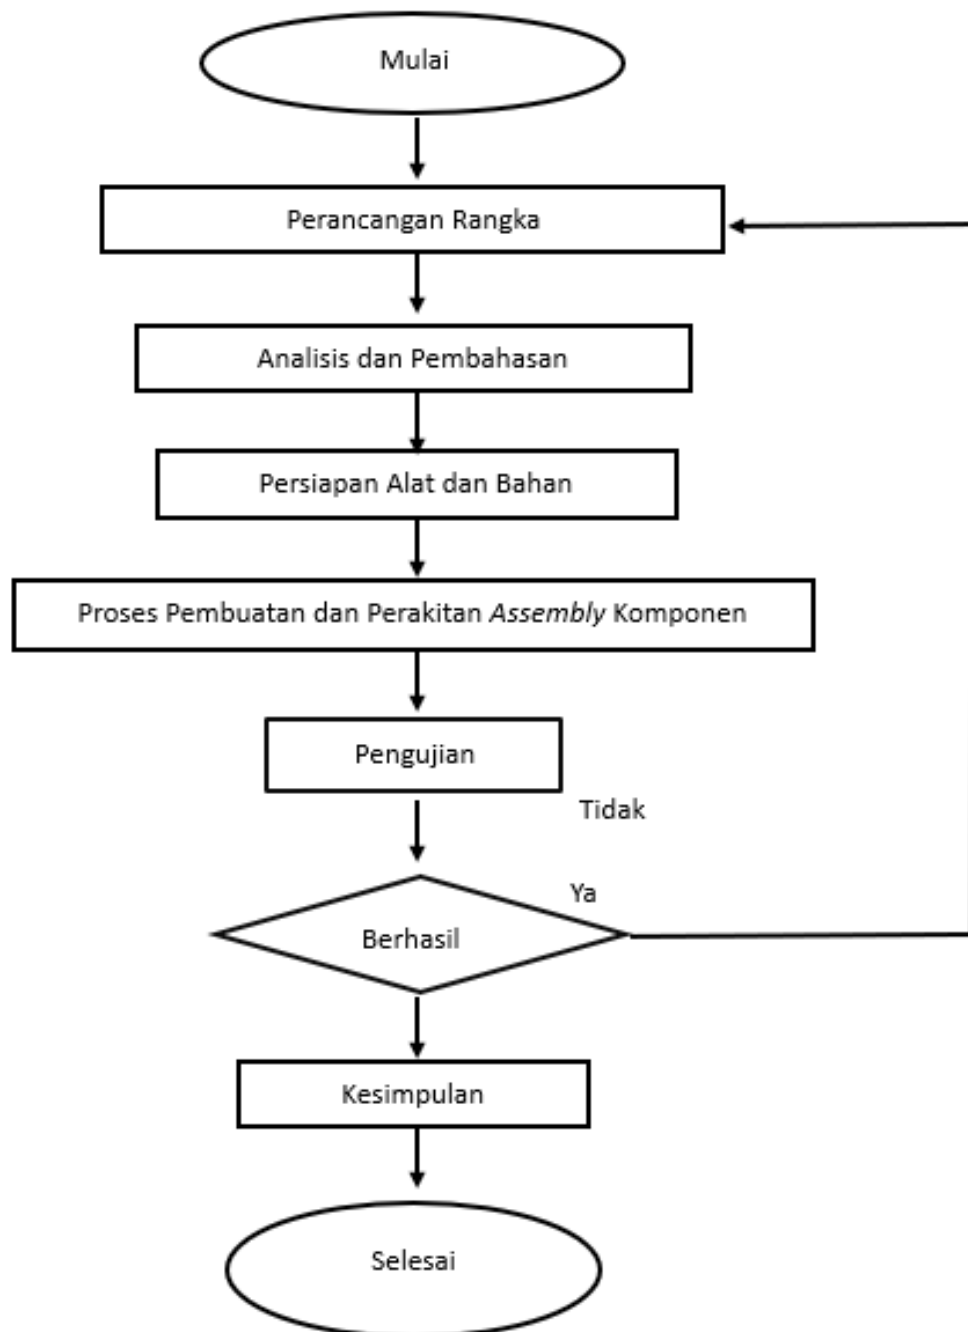 Mulai
Perancangan Rangka
Analisis dan Pembahasan
Persiapan Alat dan Bahan
Proses Pembuatan dan Perakitan Assembly Komponen
Pengujian
Tidak
Ya
Berhasil
Kesimpulan
Selesai